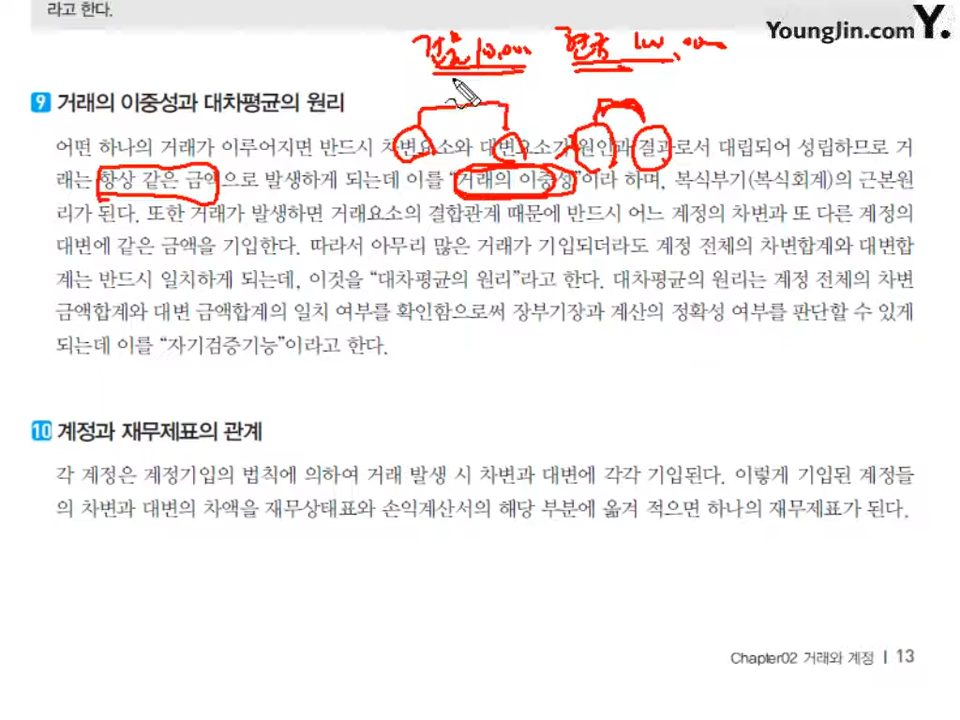 라고 한다.
YoungJin.com Y.
건물 10,000 현금 100,000
9 거래의 이중성과 대차평균의 원리
어떤 하나의 거래가 이루어지면 반드시 차변요소와 대변요소가 원인과 결과로서 대립되어 성립하므로 거
래는 항상 같은 금액으로 발생하게 되는데 이를 “거래의 이중성”이라 하며, 복식부기(복식회계)의 근본원
리가 된다. 또한 거래가 발생하면 거래요소의 결합관계 때문에 반드시 어느 계정의 차변과 또 다른 계정의
대변에 같은 금액을 기입한다. 따라서 아무리 많은 거래가 기입되더라도 계정 전체의 차변합계와 대변합
계는 반드시 일치하게 되는데, 이것을 “대차평균의 원리”라고 한다. 대차평균의 원리는 계정 전체의 차변
금액합계와 대변 금액합계의 일치 여부를 확인함으로써 장부기장과 계산의 정확성 여부를 판단할 수 있게
되는데 이를 “자기검증기능”이라고 한다.
10 계정과 재무제표의 관계
각 계정은 계정기입의 법칙에 의하여 거래 발생 시 차변과 대변에 각각 기입된다. 이렇게 기입된 계정들
의 차변과 대변의 차액을 재무상태표와 손익계산서의 해당 부분에 옮겨 적으면 하나의 재무제표가 된다.
Chapter02 거래와 계정 | 13